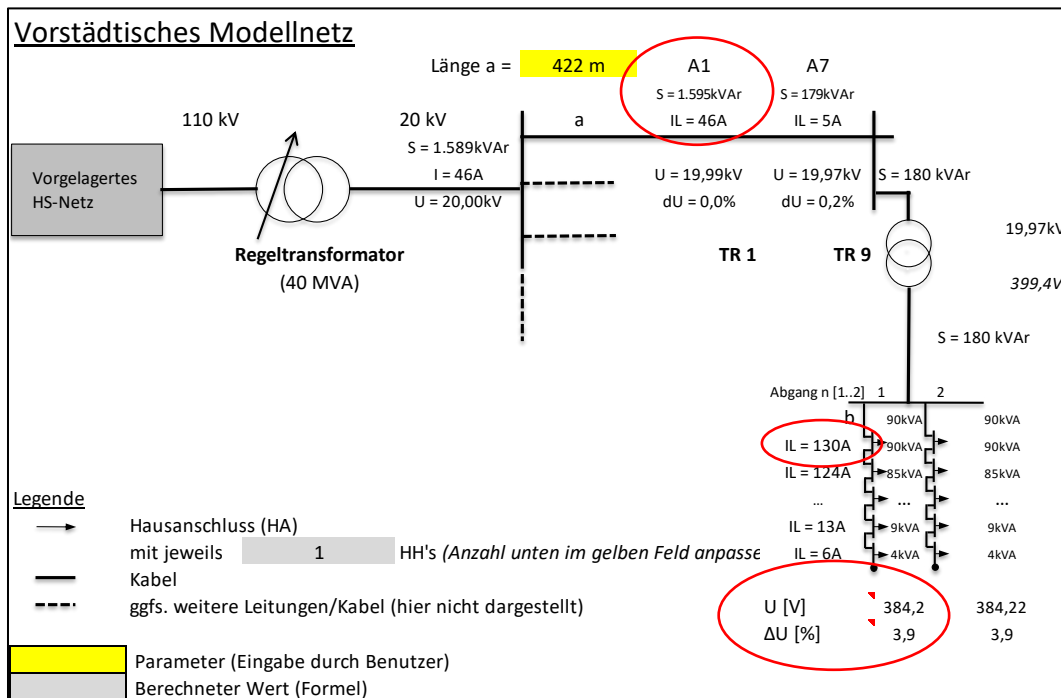 Vorstädtisches Modellnetz
Länge a = 422 m A1 A7
S = 1.595kVAr S = 179kVAr
110 kV 20 kV a IL = 46A IL = 5A
S = 1.589kVAr
Vorgelagertes HS-Netz
I = 46A
U = 20,00kV
U = 19,99kV U = 19,97kV S = 180 kVAr
dU = 0,0% dU = 0,2%
Regeltransformator TR 1 TR 9 19,97kV
(40 MVA)
399,4V
S = 180 kVAr
Abgang n [1..2] 1 2
b 90kVA 90kVA
IL = 130A 90kVA 90kVA
IL = 124A 85kVA 85kVA
... ... ...
IL = 13A 9kVA 9kVA
IL = 6A 4kVA 4kVA
Legende
Hausanschluss (HA)
mit jeweils 1 HH's (Anzahl unten im gelben Feld anpasse
Kabel
ggfs. weitere Leitungen/Kabel (hier nicht dargestellt)
U [V] 384,2 384,22
ΔU [%] 3,9 3,9
Parameter (Eingabe durch Benutzer)
Berechneter Wert (Formel)